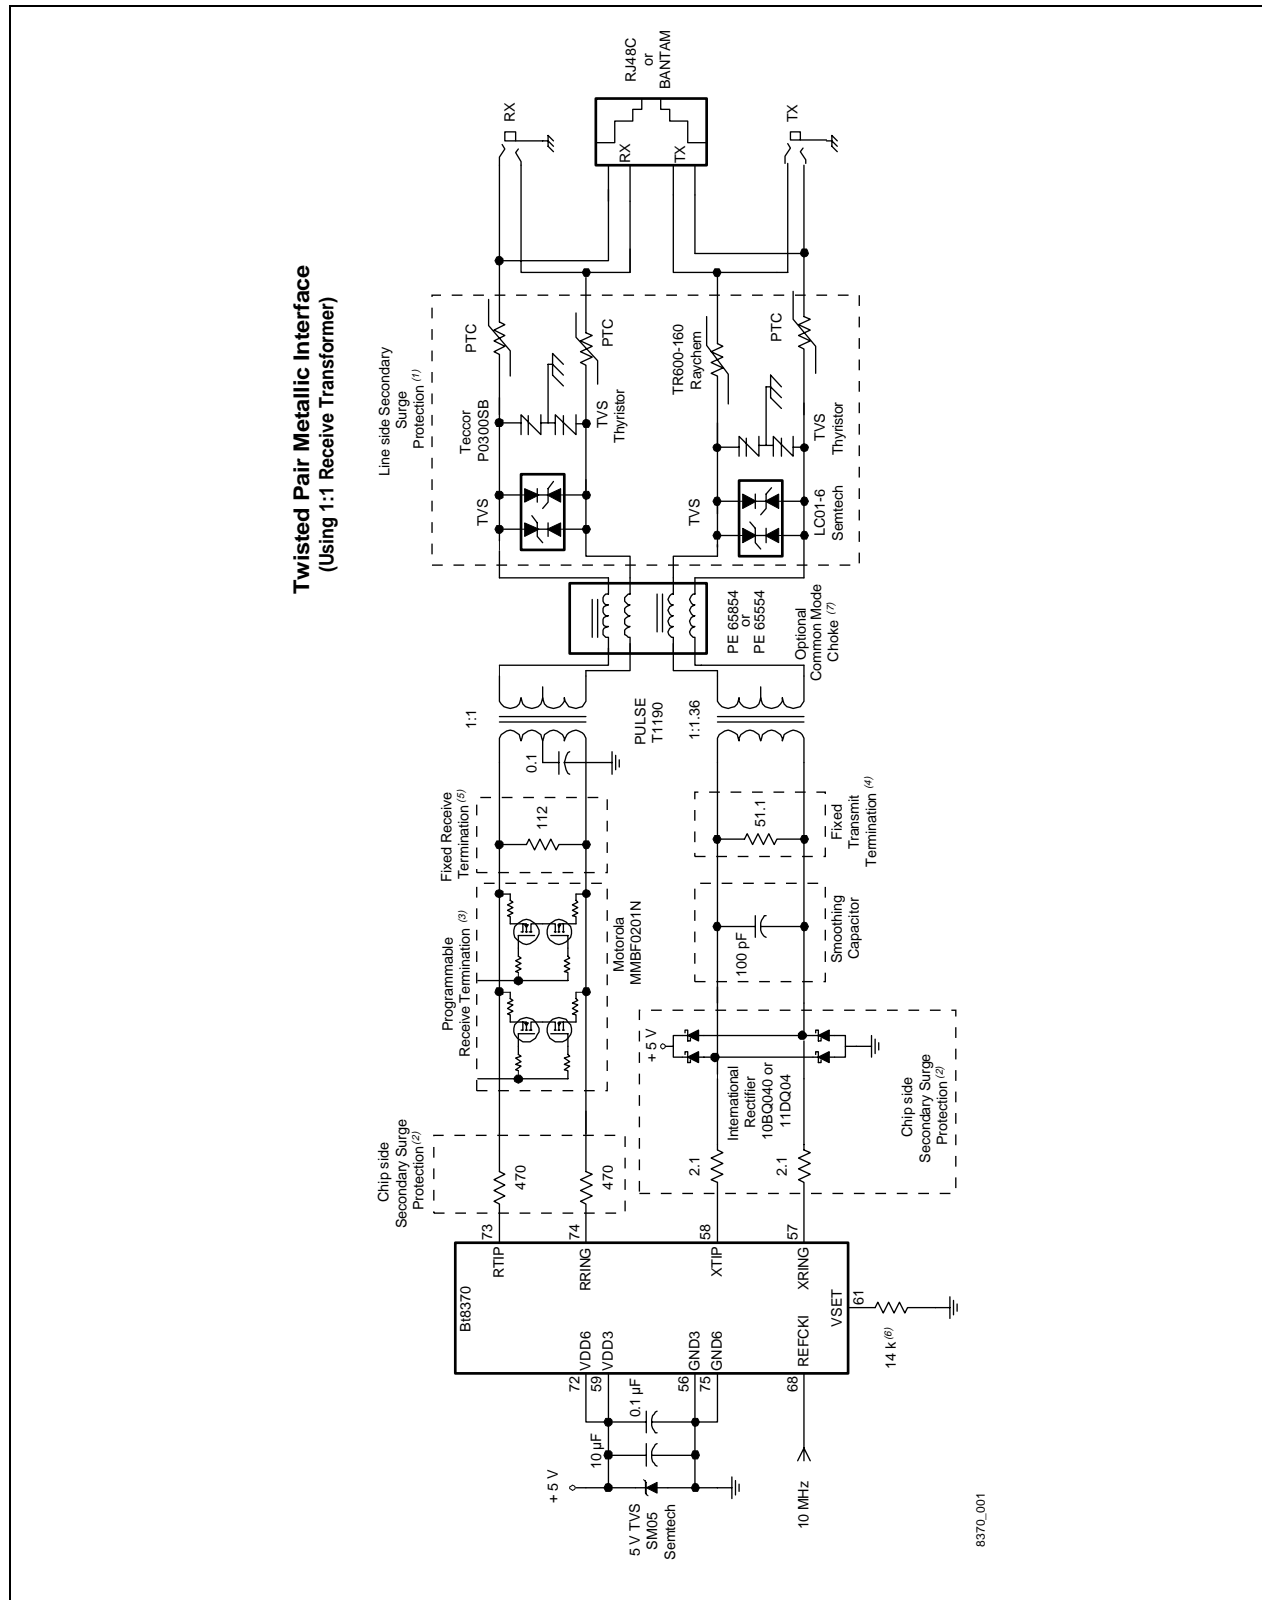 Twisted Pair Metallic Interface
(Using 1:1 Receive Transformer)
Bt8370
RTIP
73
RRING
74
XTIP
58
XRING
57
VSET
61
14 k (6)
VDD6
72
VDD3
59
GND3
56
GND6
75
REFCKI
68
10 MHz
+ 5 V
10 µF
0.1 µF
5 V TVS
SM05
Semtech
Chip side
Secondary Surge
Protection (2)
470
470
Programmable
Receive Termination (3)
Motorola
MMBF0201N
Fixed Receive
Termination (5)
112
0.1
1:1
PULSE
T1190
1:1.36
2.1
2.1
International
Rectifier
10BQ040 or
11DQ04
+ 5 V
Chip side
Secondary Surge
Protection (2)
100 pF
Smoothing
Capacitor
51.1
Fixed
Transmit
Termination (4)
PE 65854
or
PE 65554
Optional
Common Mode
Choke (7)
Line side Secondary
Surge
Protection (1)
TVS
Teccor
P0300SB
PTC
TVS
Thyristor
PTC
TVS
LC01-6
Semtech
TR600-160
Raychem
TVS
Thyristor
PTC
RX
RJ48C
or
BANTAM
RX
TX
TX
8370_001